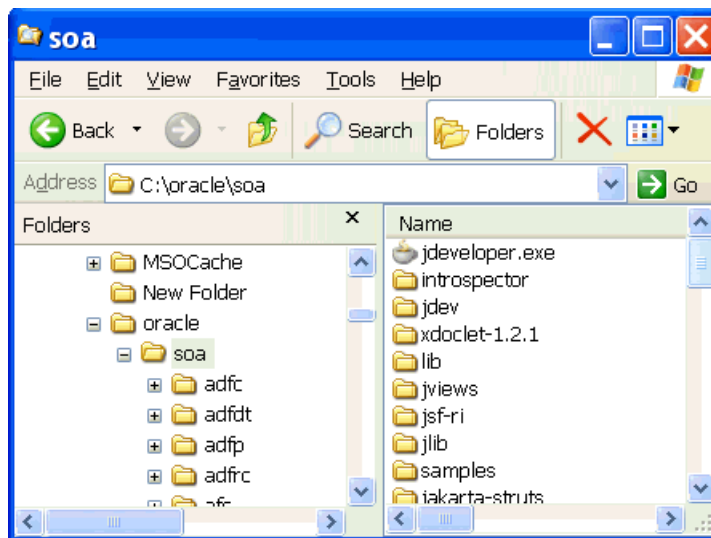 soa
File Edit View Favorites Tools Help
Back Search Folders
Address C:\oracle\soa Go
Folders
MSOCache
New Folder
oracle
soa
adfc
adfdt
adfp
adfrc
Name
jdeveloper.exe
introspector
jdev
xdoclet-1.2.1
lib
jviews
jsf-ri
jlib
samples
jakarta-struts